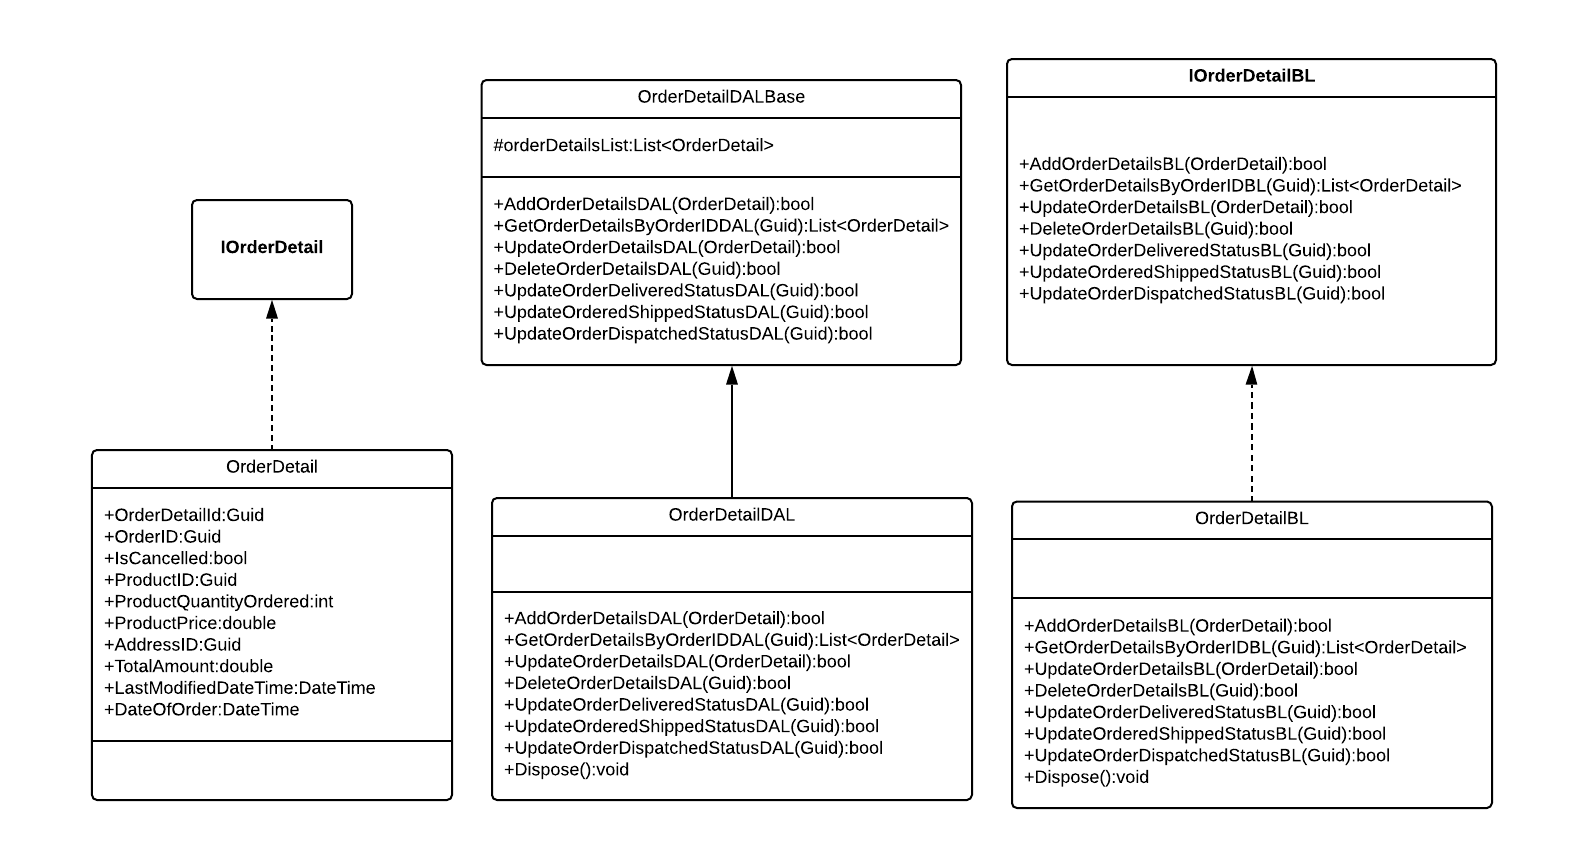 IOrderDetail
OrderDetail
+OrderDetailId:Guid
+OrderID:Guid
+IsCancelled:bool
+ProductID:Guid
+ProductQuantityOrdered:int
+ProductPrice:double
+AddressID:Guid
+TotalAmount:double
+LastModifiedDateTime:DateTime
+DateOfOrder:DateTime
OrderDetailDALBase
#orderDetailsList:List<OrderDetail>
+AddOrderDetailsDAL(OrderDetail):bool
+GetOrderDetailsByOrderIDDAL(Guid):List<OrderDetail>
+UpdateOrderDetailsDAL(OrderDetail):bool
+DeleteOrderDetailsDAL(Guid):bool
+UpdateOrderDeliveredStatusDAL(Guid):bool
+UpdateOrderedShippedStatusDAL(Guid):bool
+UpdateOrderDispatchedStatusDAL(Guid):bool
OrderDetailDAL
+AddOrderDetailsDAL(OrderDetail):bool
+GetOrderDetailsByOrderIDDAL(Guid):List<OrderDetail>
+UpdateOrderDetailsDAL(OrderDetail):bool
+DeleteOrderDetailsDAL(Guid):bool
+UpdateOrderDeliveredStatusDAL(Guid):bool
+UpdateOrderedShippedStatusDAL(Guid):bool
+UpdateOrderDispatchedStatusDAL(Guid):bool
+Dispose():void
IOrderDetailBL
+AddOrderDetailsBL(OrderDetail):bool
+GetOrderDetailsByOrderIDBL(Guid):List<OrderDetail>
+UpdateOrderDetailsBL(OrderDetail):bool
+DeleteOrderDetailsBL(Guid):bool
+UpdateOrderDeliveredStatusBL(Guid):bool
+UpdateOrderedShippedStatusBL(Guid):bool
+UpdateOrderDispatchedStatusBL(Guid):bool
OrderDetailBL
+AddOrderDetailsBL(OrderDetail):bool
+GetOrderDetailsByOrderIDBL(Guid):List<OrderDetail>
+UpdateOrderDetailsBL(OrderDetail):bool
+DeleteOrderDetailsBL(Guid):bool
+UpdateOrderDeliveredStatusBL(Guid):bool
+UpdateOrderedShippedStatusBL(Guid):bool
+UpdateOrderDispatchedStatusBL(Guid):bool
+Dispose():void